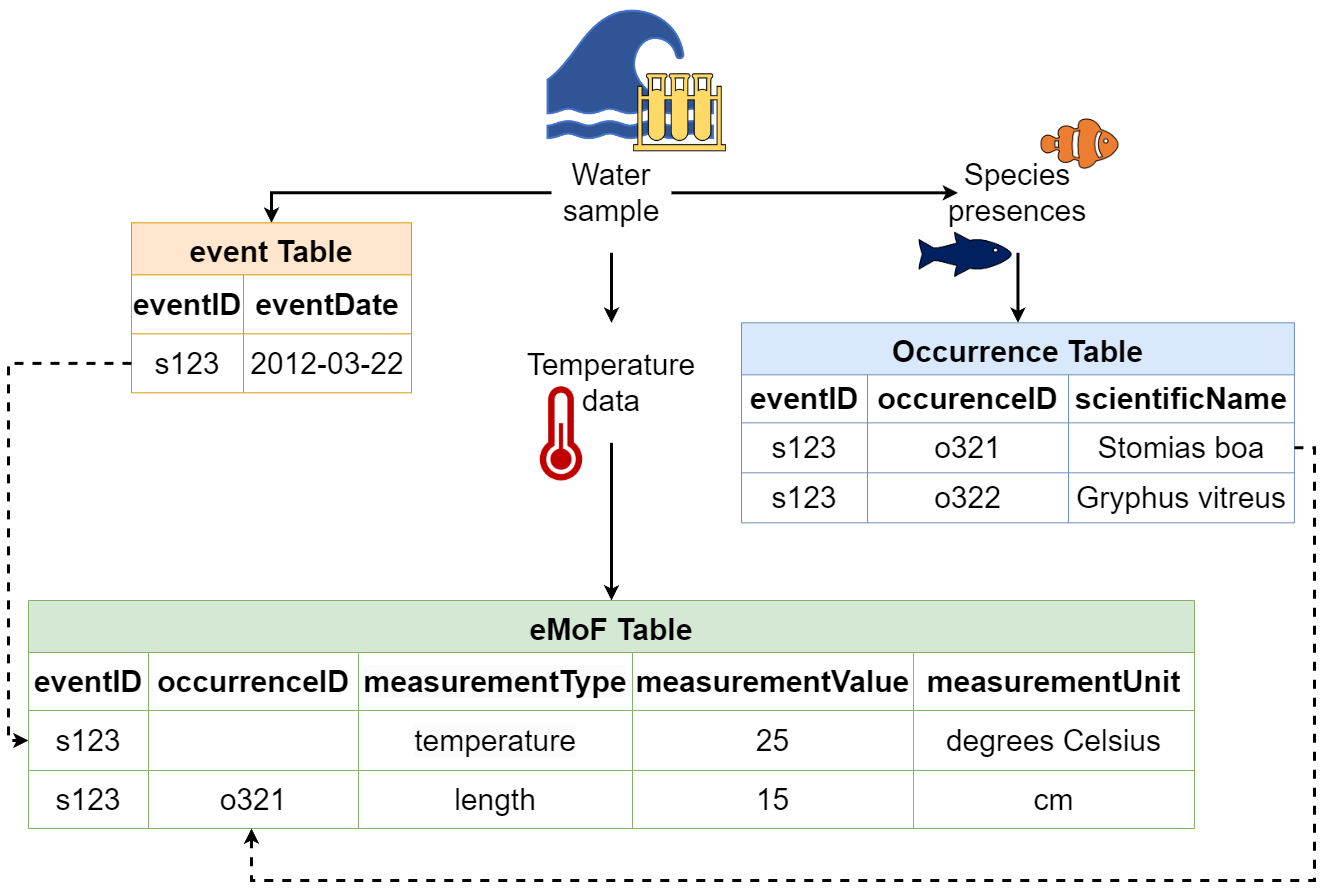 Water
sample
Species
presences
event Table
eventID eventDate
s123 2012-03-22
Temperature
data
Occurrence Table
eventID occurenceID scientificName
s123 o321 Stomias boa
s123 o322 Gryphus vitreus
eMoF Table
eventID occurrenceID measurementType measurementValue measurementUnit
s123 temperature 25 degrees Celsius
s123 o321 length 15 cm